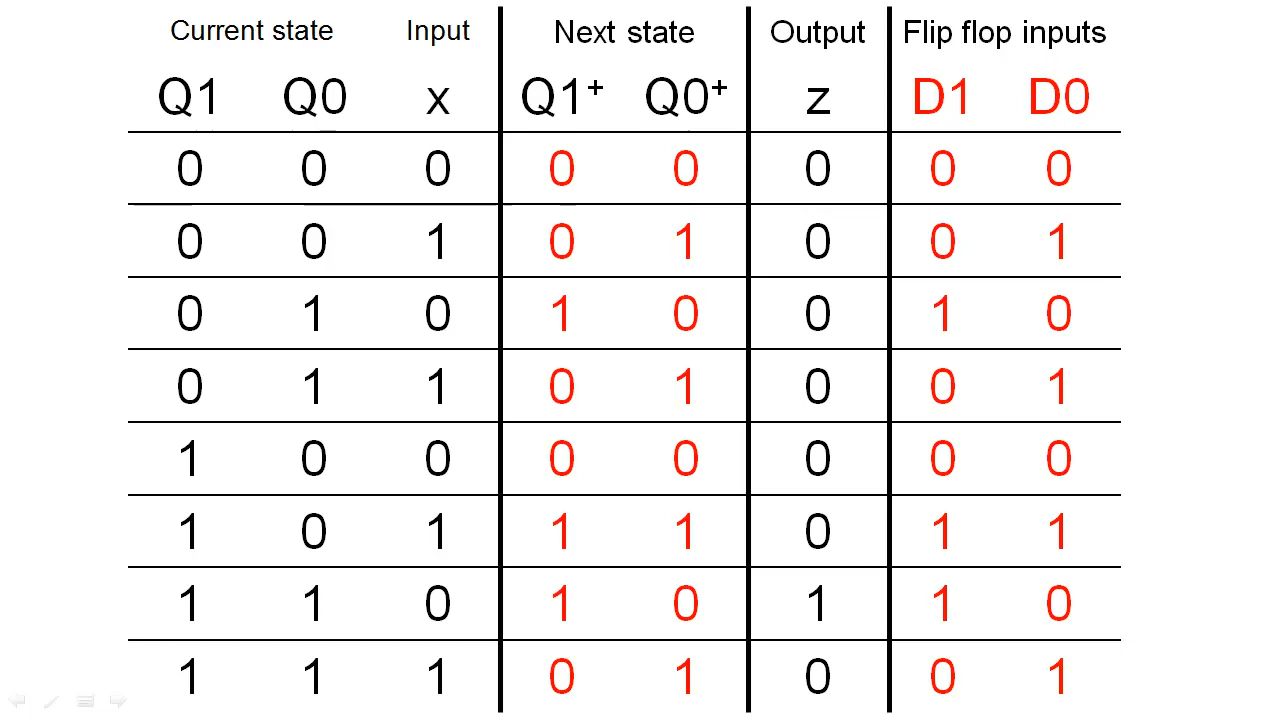 Current state Input Next state Output Flip flop inputs
Q1 Q0 x Q1+ Q0+ z D1 D0
0 0 0 0 0 0 0 0
0 0 1 0 1 0 0 1
0 1 0 1 0 0 1 0
0 1 1 0 1 0 0 1
1 0 0 0 0 0 0 0
1 0 1 1 1 0 1 1
1 1 0 1 0 1 1 0
1 1 1 0 1 0 0 1